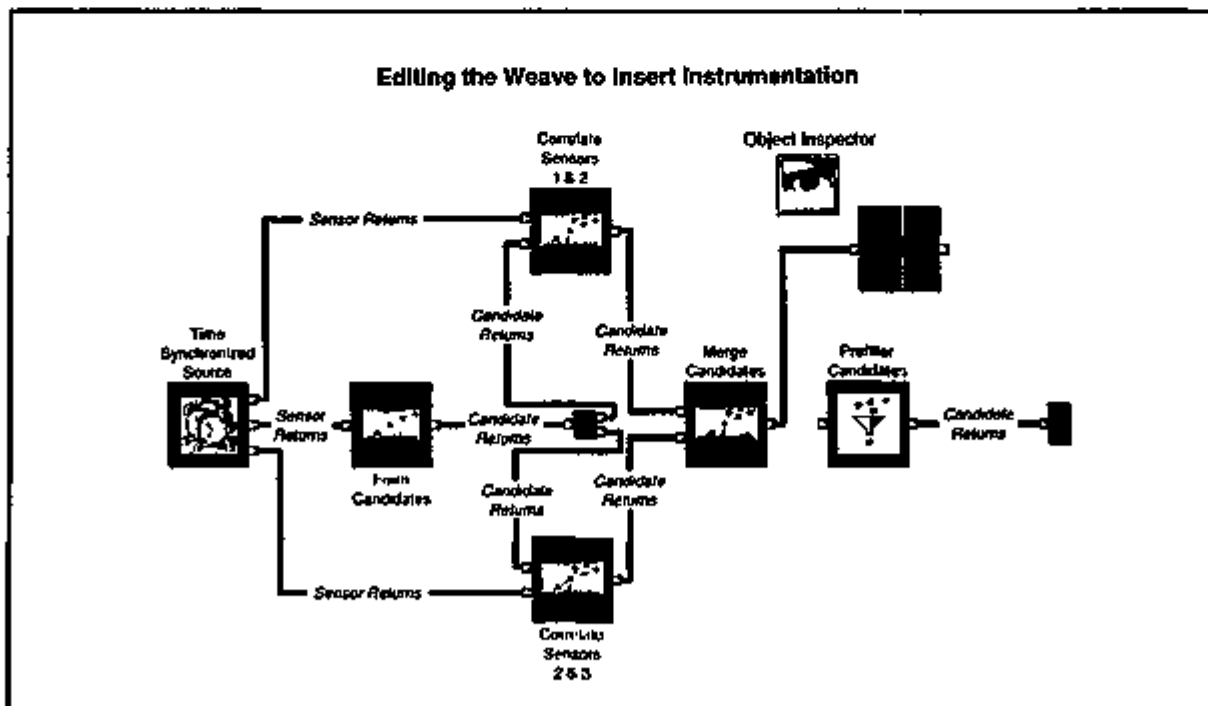 Editing the Weave to Insert Instrumentation
Correlate
Sensors
1 & 2
Object Inspector
Sensor Returns
Candidate
Returns
Candidate
Returns
Time
Synchronized
Source
Merge
Candidates
Prefilter
Candidates
Sensor
Returns
Candidate
Returns
Candidate
Returns
Form
Candidates
Candidate
Returns
Candidate
Returns
Sensor Returns
Correlate
Sensors
2 & 3